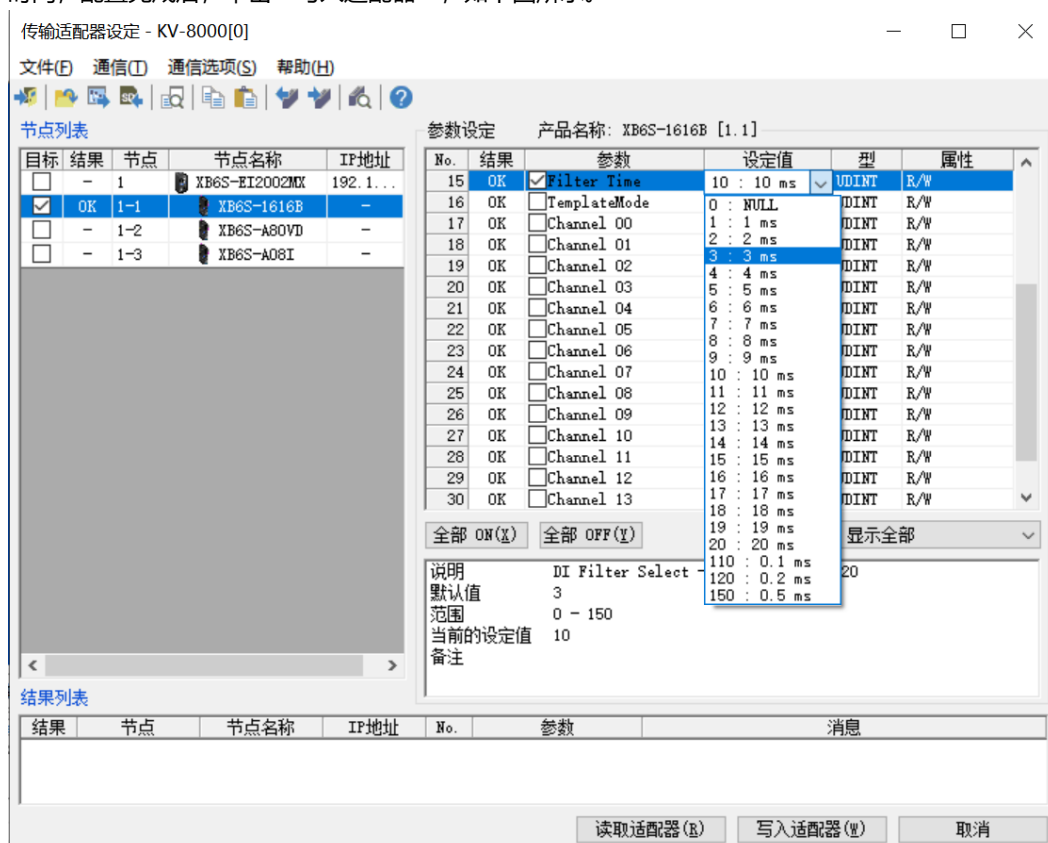 传输适配器设定 - KV-8000[0]
文件(F) 通信(T) 通信选项(S) 帮助(H)
节点列表
目标 结果 节点 节点名称 IP地址
- 1 XB6S-EI2002MX 192.1...
OK 1-1 XB6S-1616B -
- 1-2 XB6S-A80VD -
- 1-3 XB6S-A08I -
参数设定 产品名称: XB6S-1616B [1.1]
No. 结果 参数 设定值 型 属性
15 OK Filter Time 10 : 10 ms UDINT R/W
16 OK TemplateMode UDINT R/W
17 OK Channel 00 UDINT R/W
18 OK Channel 01 UDINT R/W
19 OK Channel 02 UDINT R/W
20 OK Channel 03 UDINT R/W
21 OK Channel 04 UDINT R/W
22 OK Channel 05 UDINT R/W
23 OK Channel 06 UDINT R/W
24 OK Channel 07 UDINT R/W
25 OK Channel 08 UDINT R/W
26 OK Channel 09 UDINT R/W
27 OK Channel 10 UDINT R/W
28 OK Channel 11 UDINT R/W
29 OK Channel 12 UDINT R/W
30 OK Channel 13 UDINT R/W
0 : NULL
1 : 1 ms
2 : 2 ms
3 : 3 ms
4 : 4 ms
5 : 5 ms
6 : 6 ms
7 : 7 ms
8 : 8 ms
9 : 9 ms
10 : 10 ms
11 : 11 ms
12 : 12 ms
13 : 13 ms
14 : 14 ms
15 : 15 ms
16 : 16 ms
17 : 17 ms
18 : 18 ms
19 : 19 ms
20 : 20 ms
110 : 0.1 ms
120 : 0.2 ms
150 : 0.5 ms
全部 ON(X) 全部 OFF(Y) 显示全部
说明 DI Filter Select - 20
默认值 3
范围 0 - 150
当前的设定值 10
备注
结果列表
结果 节点 节点名称 IP地址 No. 参数 消息
读取适配器(R) 写入适配器(W) 取消